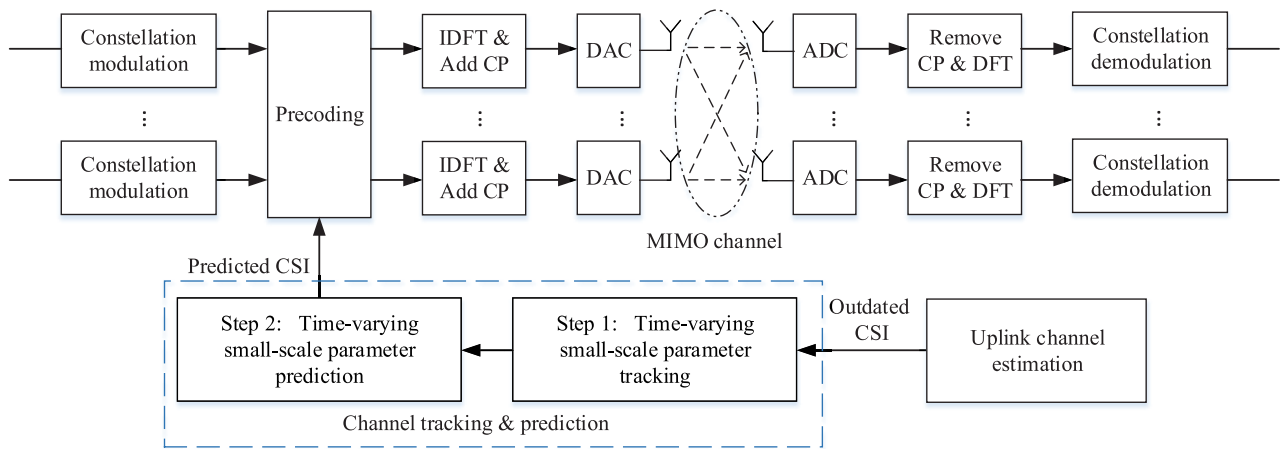 Constellation
modulation
Precoding
IDFT &
Add CP
DAC
ADC
Remove
CP & DFT
Constellation
demodulation
...
...
...
...
...
...
Constellation
modulation
IDFT &
Add CP
DAC
ADC
Remove
CP & DFT
Constellation
demodulation
MIMO channel
Predicted CSI
Step 2: Time-varying
small-scale parameter
prediction
Step 1: Time-varying
small-scale parameter
tracking
Outdated
CSI
Uplink channel
estimation
Channel tracking & prediction